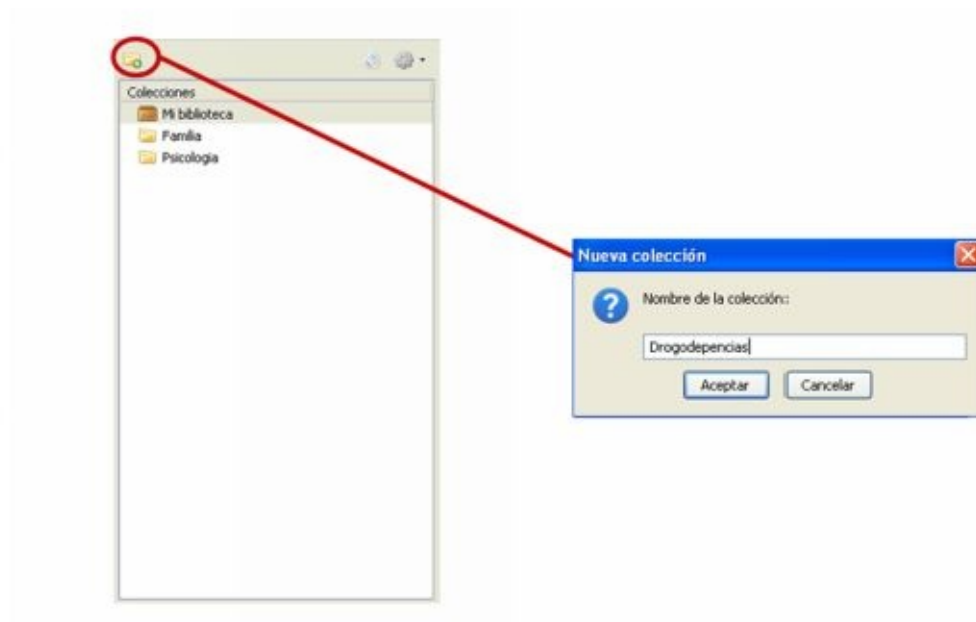 Colecciones
Mi biblioteca
Familia
Psicologia
Nueva colección
Nombre de la colección::
Drogodepencias
Aceptar
Cancelar